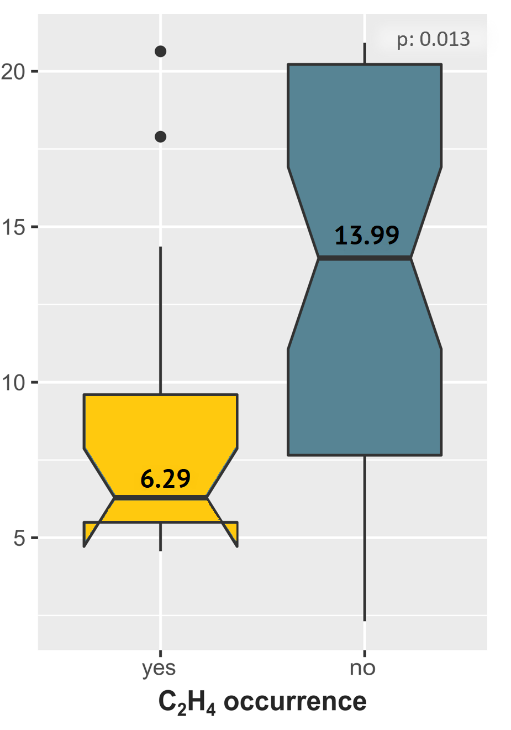 p: 0.013
20
15
13.99
10
6.29
5
yes no
C₂H₄ occurrence